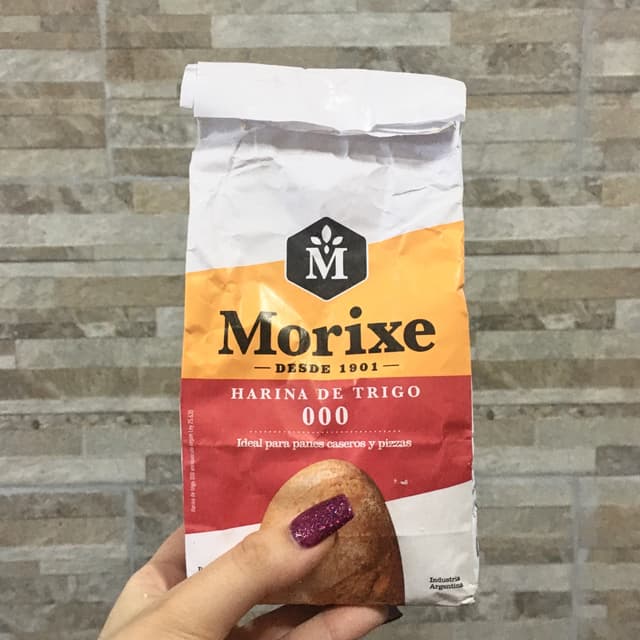 M
Morixe
DESDE 1901
HARINA DE TRIGO
000
Ideal para panes caseros y pizzas
Industria
Argentina